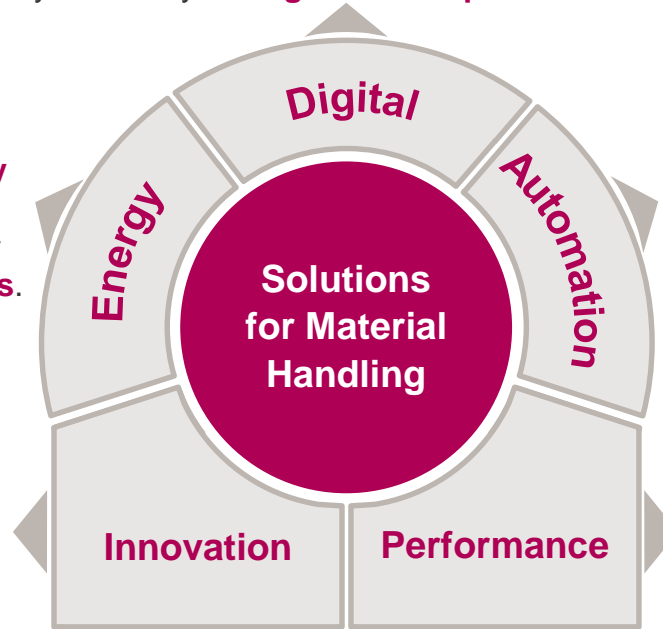 Digital
Energy
Automation
Solutions
for Material
Handling
s.
Innovation
Performance